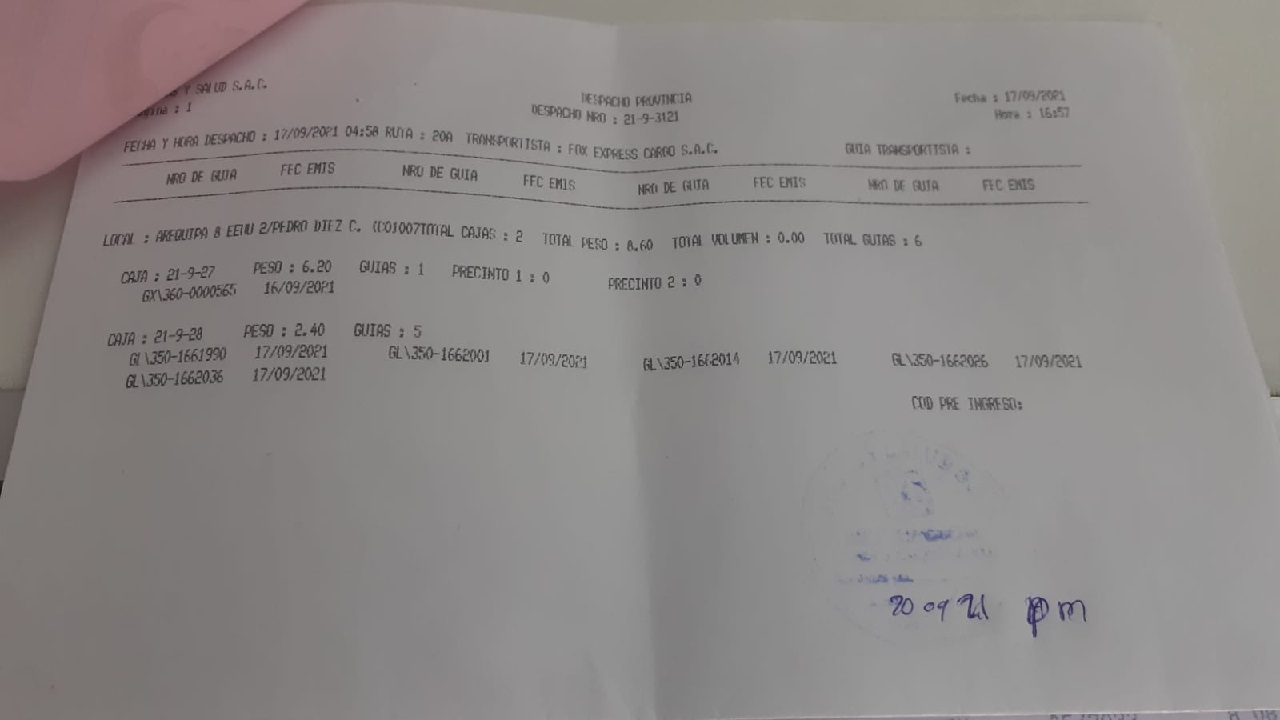 Y SALUD S.A.C.
: 1
DESPACHO PROVINCIA
DESPACHO NRO : 21-9-3121
Fecha : 17/09/2021
Hora : 16:57
FECHA Y HORA DESPACHO : 17/09/2021 04:58 RUTA : 20A TRANSPORTISTA : FOX EXPRESS CARGO S.A.C. GUIA TRANSPORTISTA :
NRO DE GUIA FEC EMIS NRO DE GUIA FEC EMIS NRO DE GUIA FEC EMIS NRO DE GUIA FEC EMIS
LOCAL : AREQUIPA 8 EEUU 2/PEDRO DIEZ C. (CO1007TOTAL CAJAS : 2 TOTAL PESO : 8.60 TOTAL VOLUMEN : 0.00 TOTAL GUIAS : 6
CAJA : 21-9-27 PESO : 6.20 GUIAS : 1 PRECINTO 1 : 0 PRECINTO 2 : 0
GX\360-0000565 16/09/2021
CAJA : 21-9-28 PESO : 2.40 GUIAS : 5
GL\350-1661990 17/09/2021 GL\350-1662001 17/09/2021 GL\350-1662014 17/09/2021 GL\350-1662026 17/09/2021
GL\350-1662036 17/09/2021
COD PRE INGRESO:
20 09 21 pm